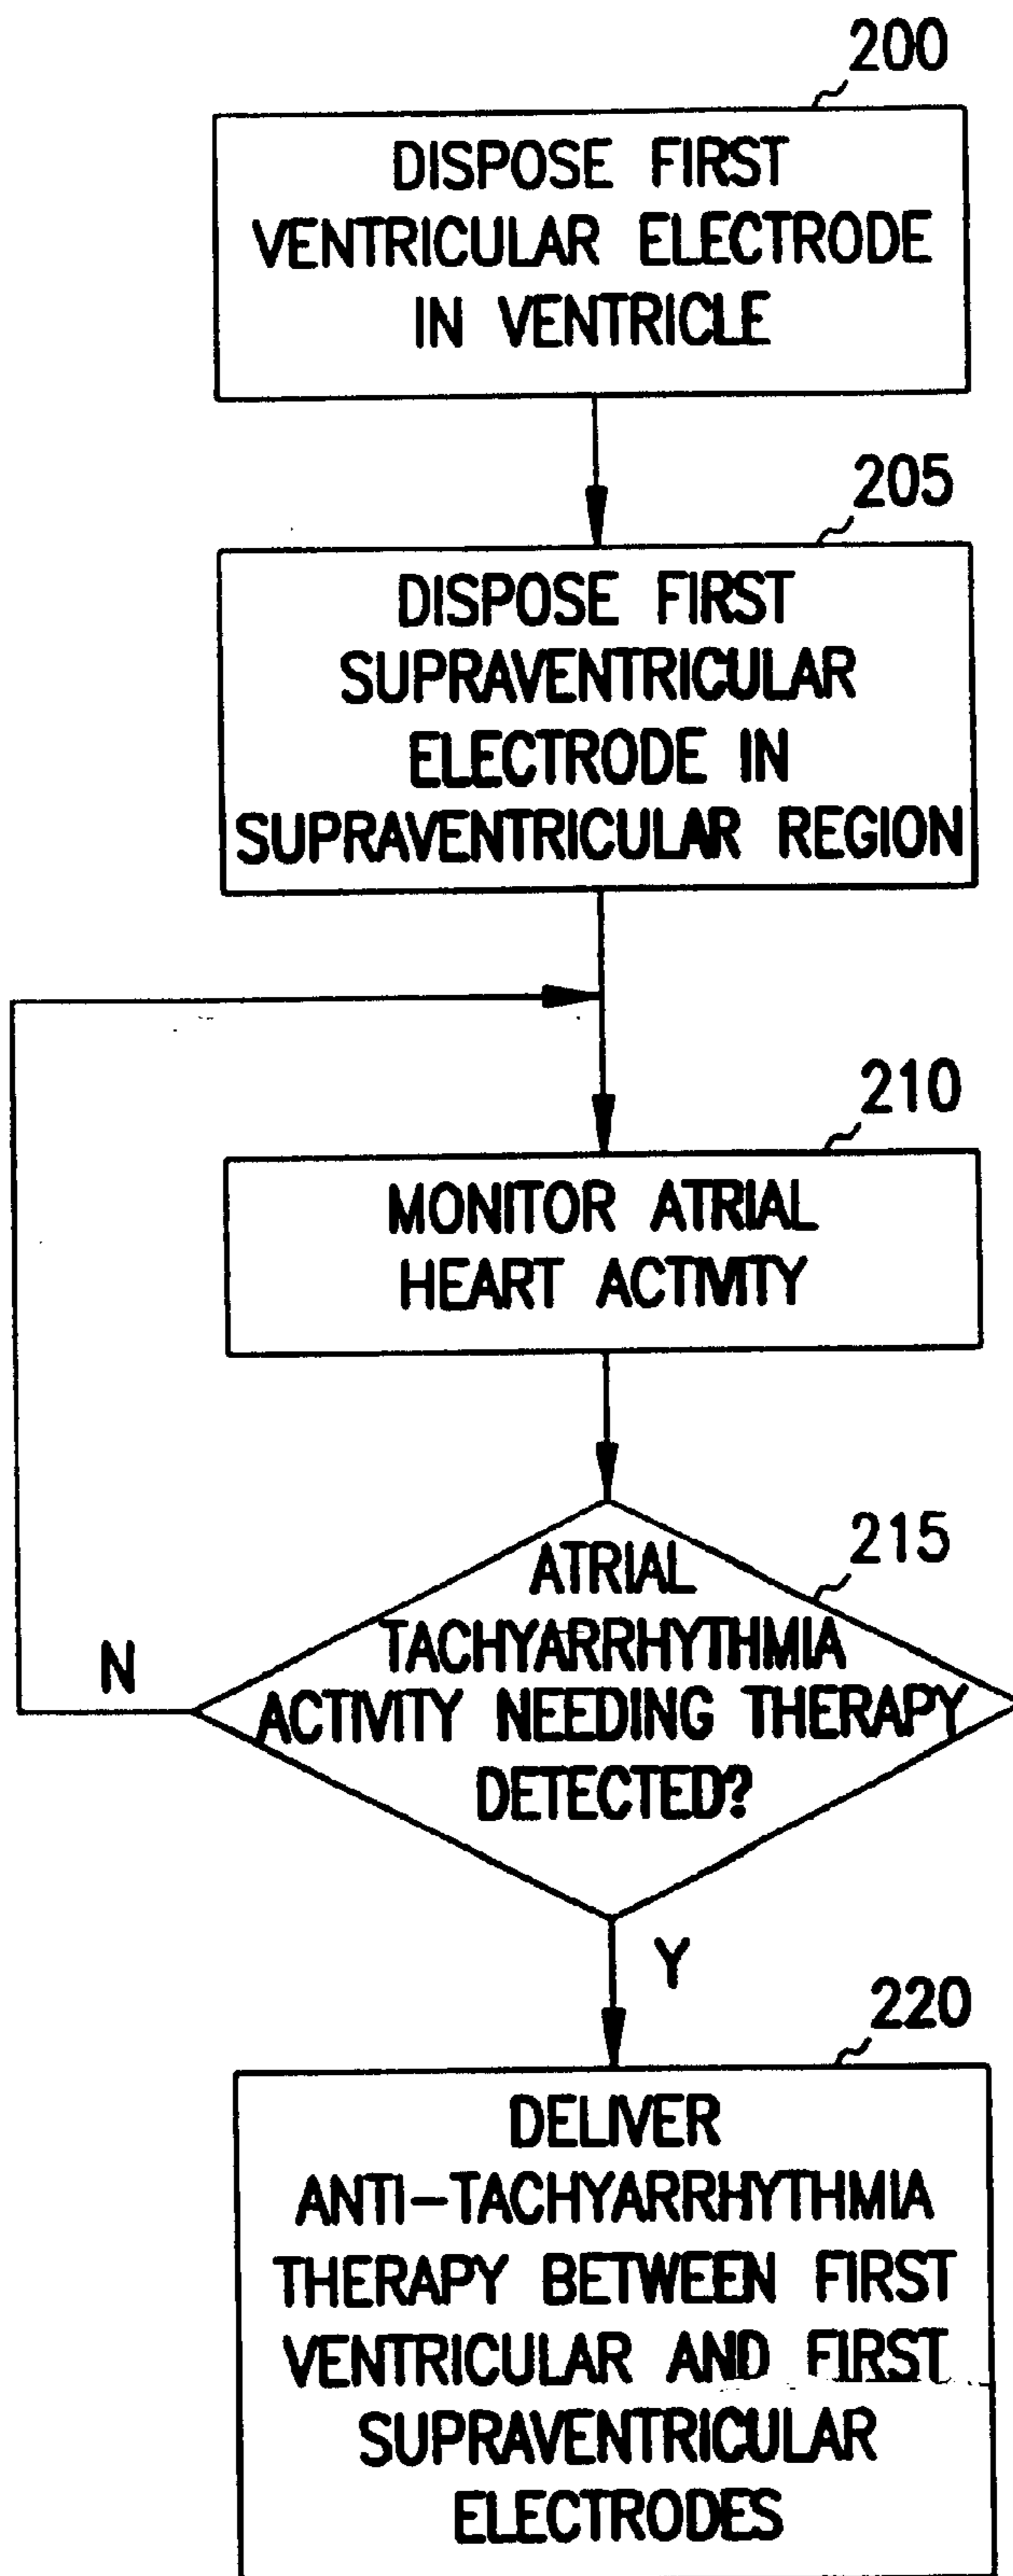 200
DISPOSE FIRST
VENTRICULAR ELECTRODE
IN VENTRICLE
205
DISPOSE FIRST
SUPRAVENTRICULAR
ELECTRODE IN
SUPRAVENTRICULAR REGION
210
MONITOR ATRIAL
HEART ACTIVITY
215
ATRIAL
TACHYARRHYTHMIA
ACTIVITY NEEDING THERAPY
DETECTED?
N
Y
220
DELIVER
ANTI-TACHYARRHYTHMIA
THERAPY BETWEEN FIRST
VENTRICULAR AND FIRST
SUPRAVENTRICULAR
ELECTRODES